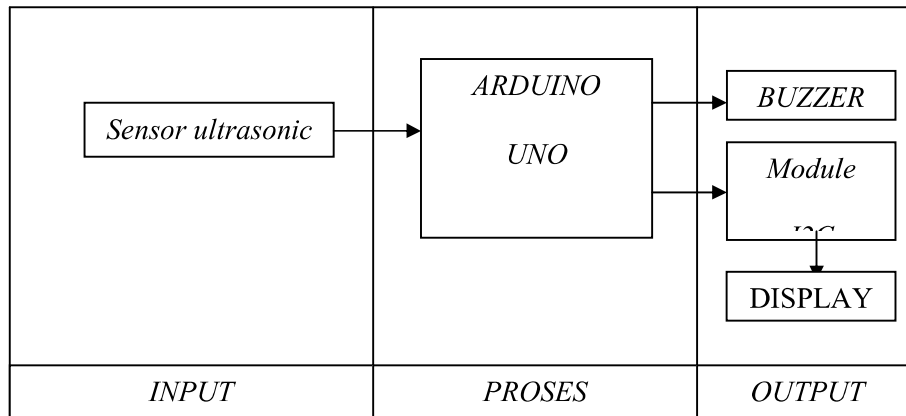 Sensor ultrasonic
ARDUINO
UNO
BUZZER
Module
DISPLAY
INPUT
PROSES
OUTPUT